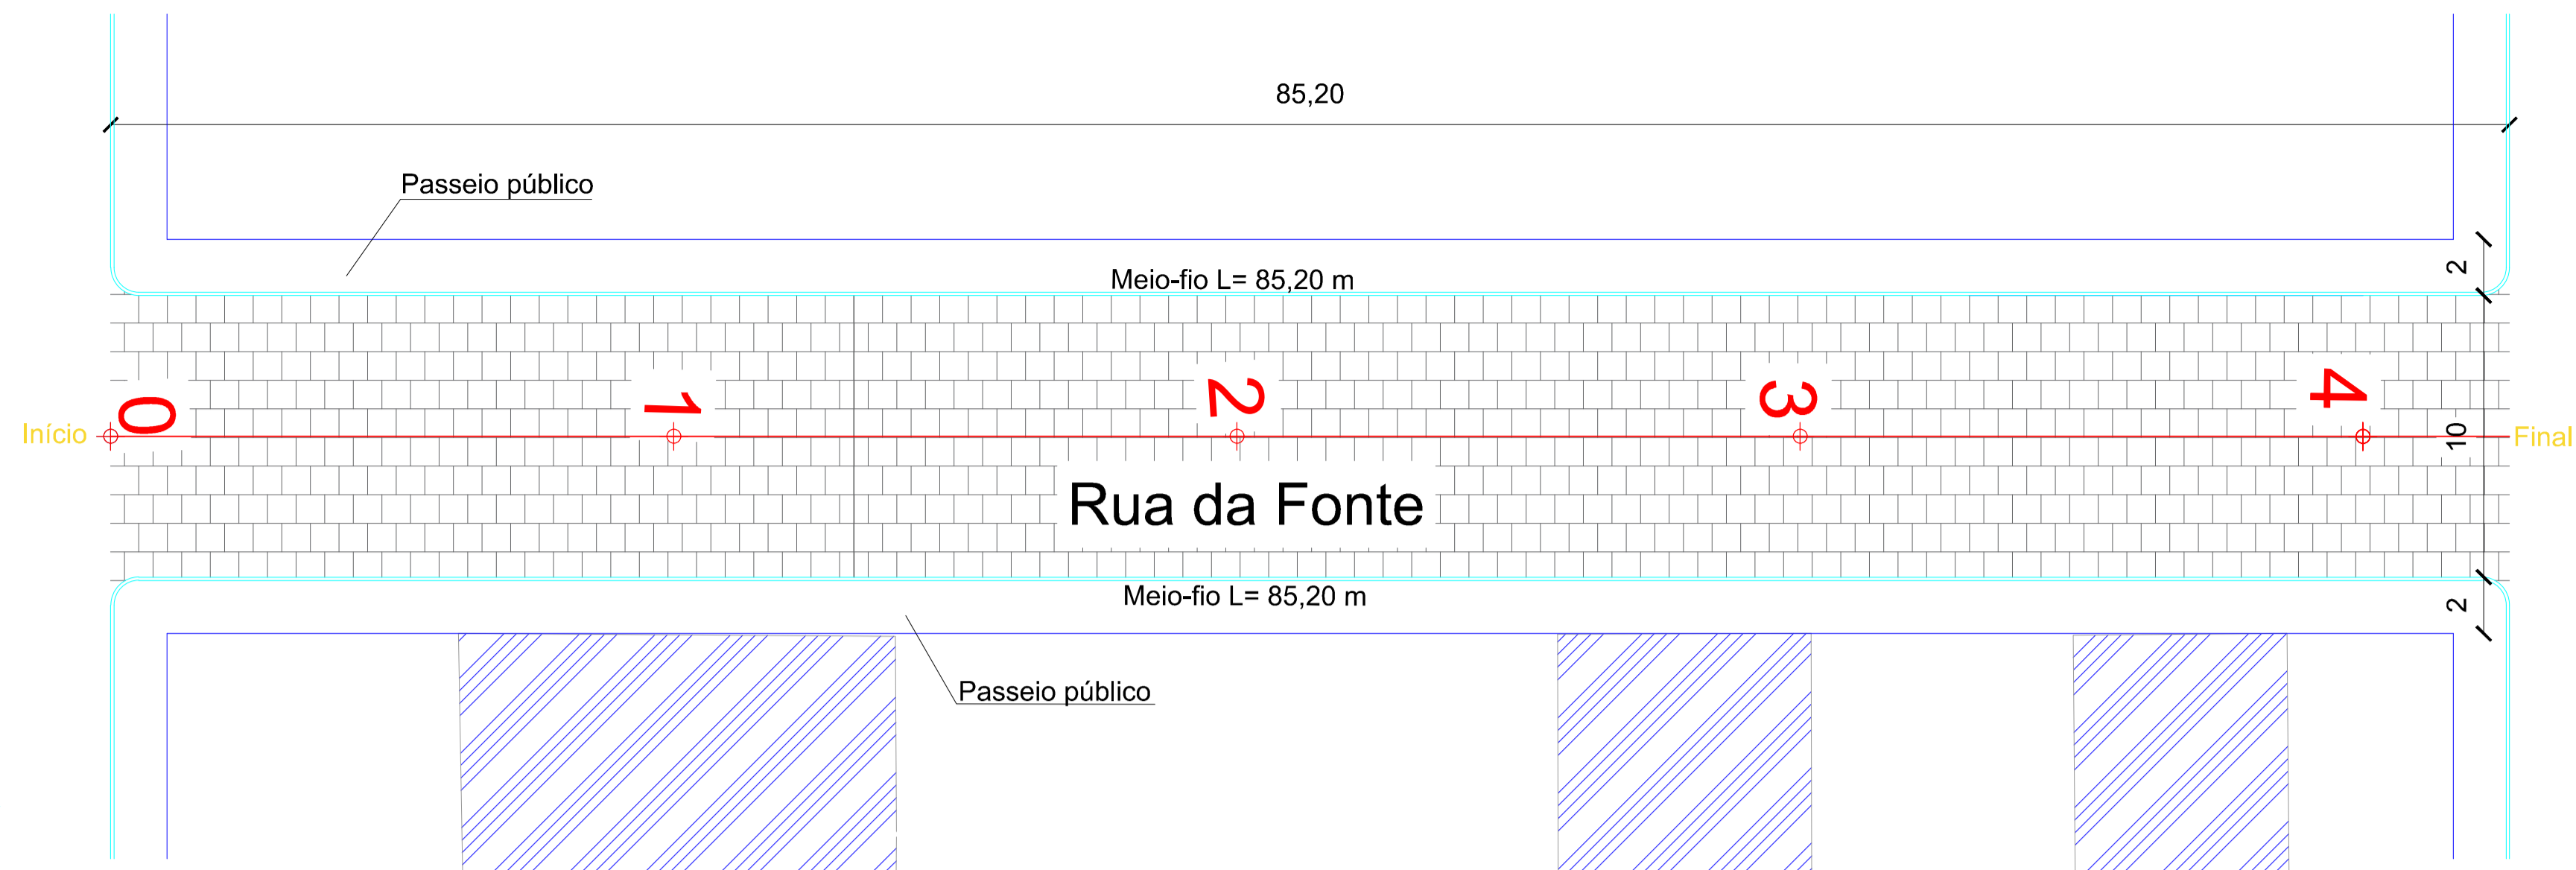 85,20
Passeio público
2
Meio-fio L= 85,20 m
0
1
2
3
4
Início
10
Final
Rua da Fonte
Meio-fio L= 85,20 m
2
Passeio público